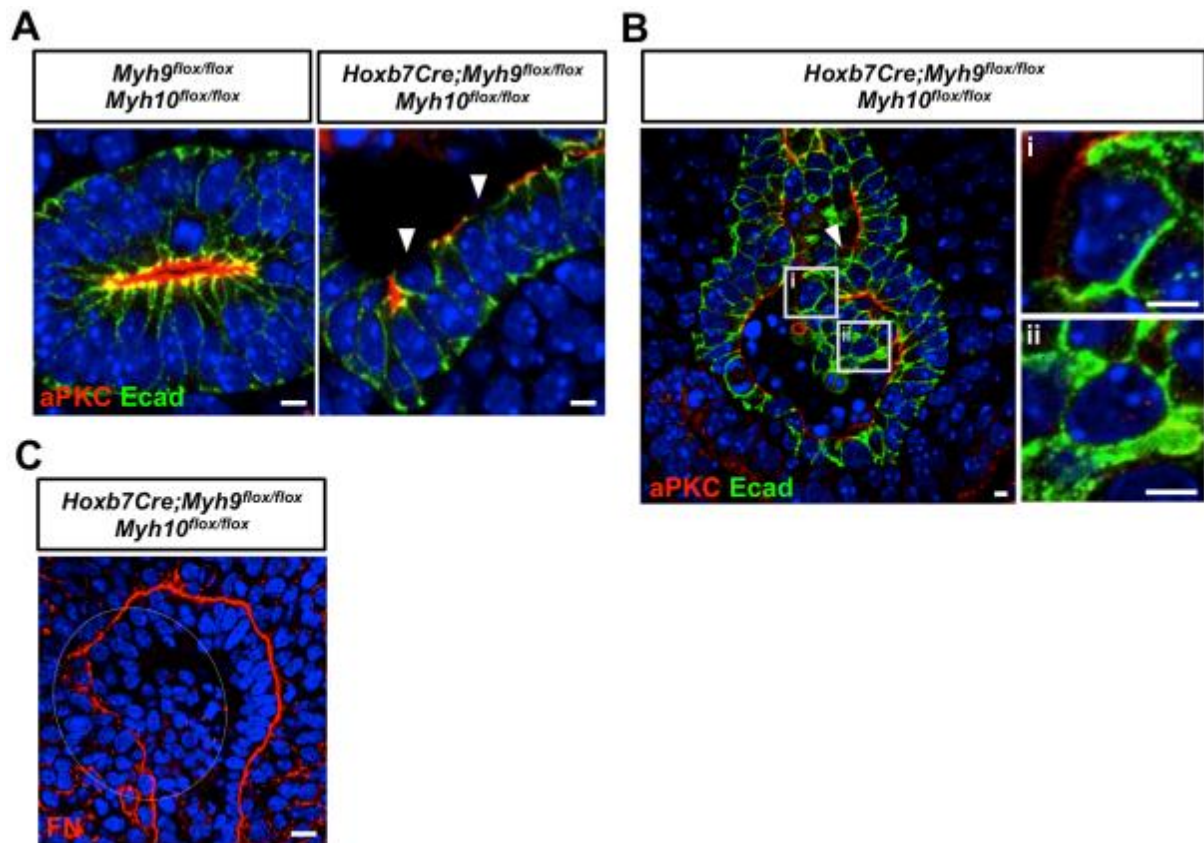 A
Myh9flox/flox
Myh10flox/flox
Hoxb7Cre;Myh9flox/flox
Myh10flox/flox
aPKC Ecad
B
Hoxb7Cre;Myh9flox/flox
Myh10flox/flox
i
ii
aPKC Ecad
i
ii
C
Hoxb7Cre;Myh9flox/flox
Myh10flox/flox
FN